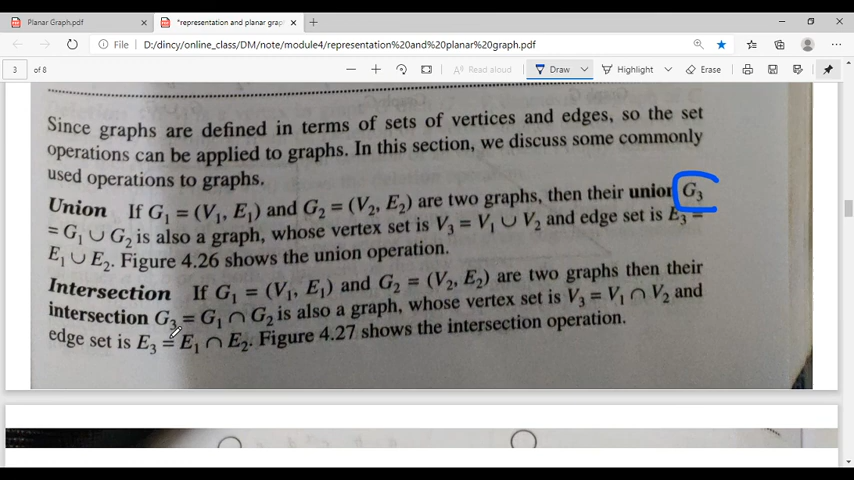 Planar Graph.pdf
*representation and planar grap
File
D:/dincy/online_class/DM/note/module4/representation%20and%20planar%20graph.pdf
3 of 8
Read aloud
Draw
Highlight
Erase
Since graphs are defined in terms of sets of vertices and edges, so the set
operations can be applied to graphs. In this section, we discuss some commonly
used operations to graphs.
Union If G₁ = (V₁, E₁) and G₂ = (V₂, E₂) are two graphs, then their union G₃
= G₁ ∪ G₂ is also a graph, whose vertex set is V₃ = V₁ ∪ V₂ and edge set is E₃ =
E₁ ∪ E₂. Figure 4.26 shows the union operation.
Intersection If G₁ = (V₁, E₁) and G₂ = (V₂, E₂) are two graphs then their
intersection G₃ = G₁ ∩ G₂ is also a graph, whose vertex set is V₃ = V₁ ∩ V₂ and
edge set is E₃ = E₁ ∩ E₂. Figure 4.27 shows the intersection operation.